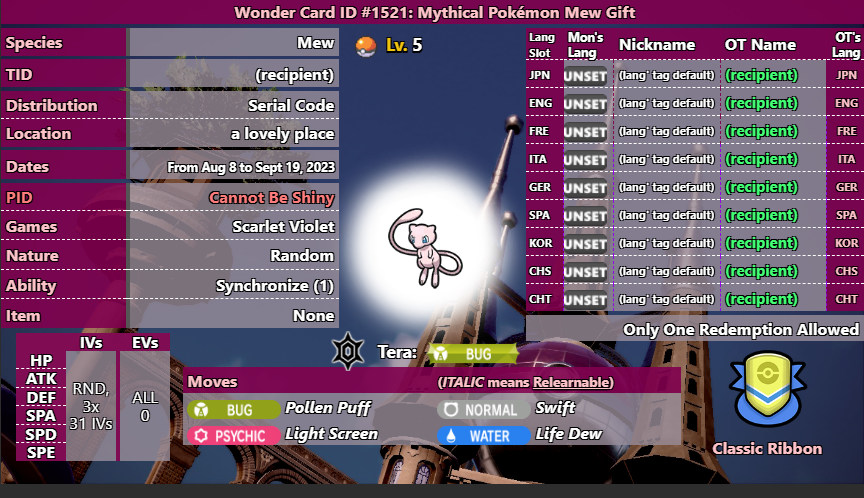 Wonder Card ID #1521: Mythical Pokémon Mew Gift
Species Mew
TID (recipient)
Distribution Serial Code
Location a lovely place
Dates From Aug 8 to Sept 19, 2023
PID Cannot Be Shiny
Games Scarlet Violet
Nature Random
Ability Synchronize (1)
Item None
Lv. 5
Lang Slot Mon's Lang Nickname OT Name OT's Lang
JPN UNSET (lang' tag default) (recipient) JPN
ENG UNSET (lang' tag default) (recipient) ENG
FRE UNSET (lang' tag default) (recipient) FRE
ITA UNSET (lang' tag default) (recipient) ITA
GER UNSET (lang' tag default) (recipient) GER
SPA UNSET (lang' tag default) (recipient) SPA
KOR UNSET (lang' tag default) (recipient) KOR
CHS UNSET (lang' tag default) (recipient) CHS
CHT UNSET (lang' tag default) (recipient) CHT
Only One Redemption Allowed
IVs EVs
HP
ATK
DEF
SPA
SPD
SPE
RND,
3x
31 IVs
ALL
0
Tera: BUG
Moves (ITALIC means Relearnable)
BUG Pollen Puff NORMAL Swift
PSYCHIC Light Screen WATER Life Dew
Classic Ribbon